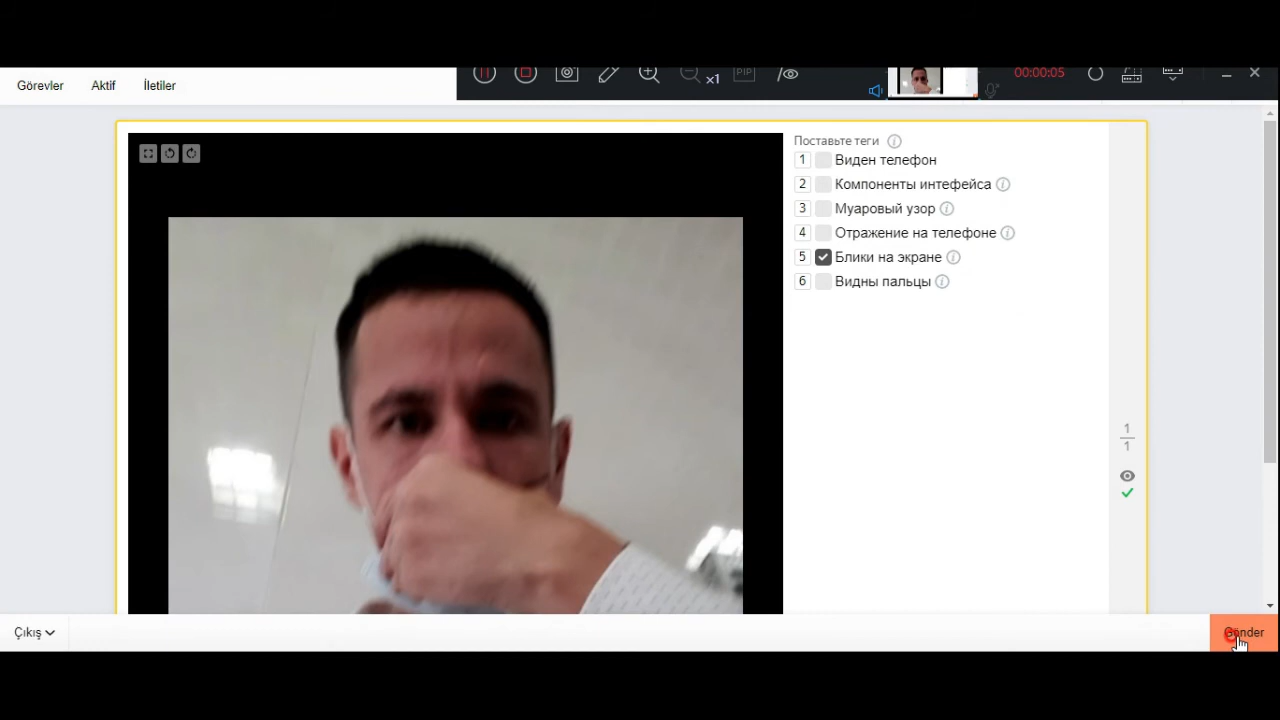 Görevler Aktif İletiler
x1 PIP 00:00:05
Поставьте теги
1 Виден телефон
2 Компоненты интефейса
3 Муаровый узор
4 Отражение на телефоне
5 Блики на экране
6 Видны пальцы
1
1
Çıkış Gönder